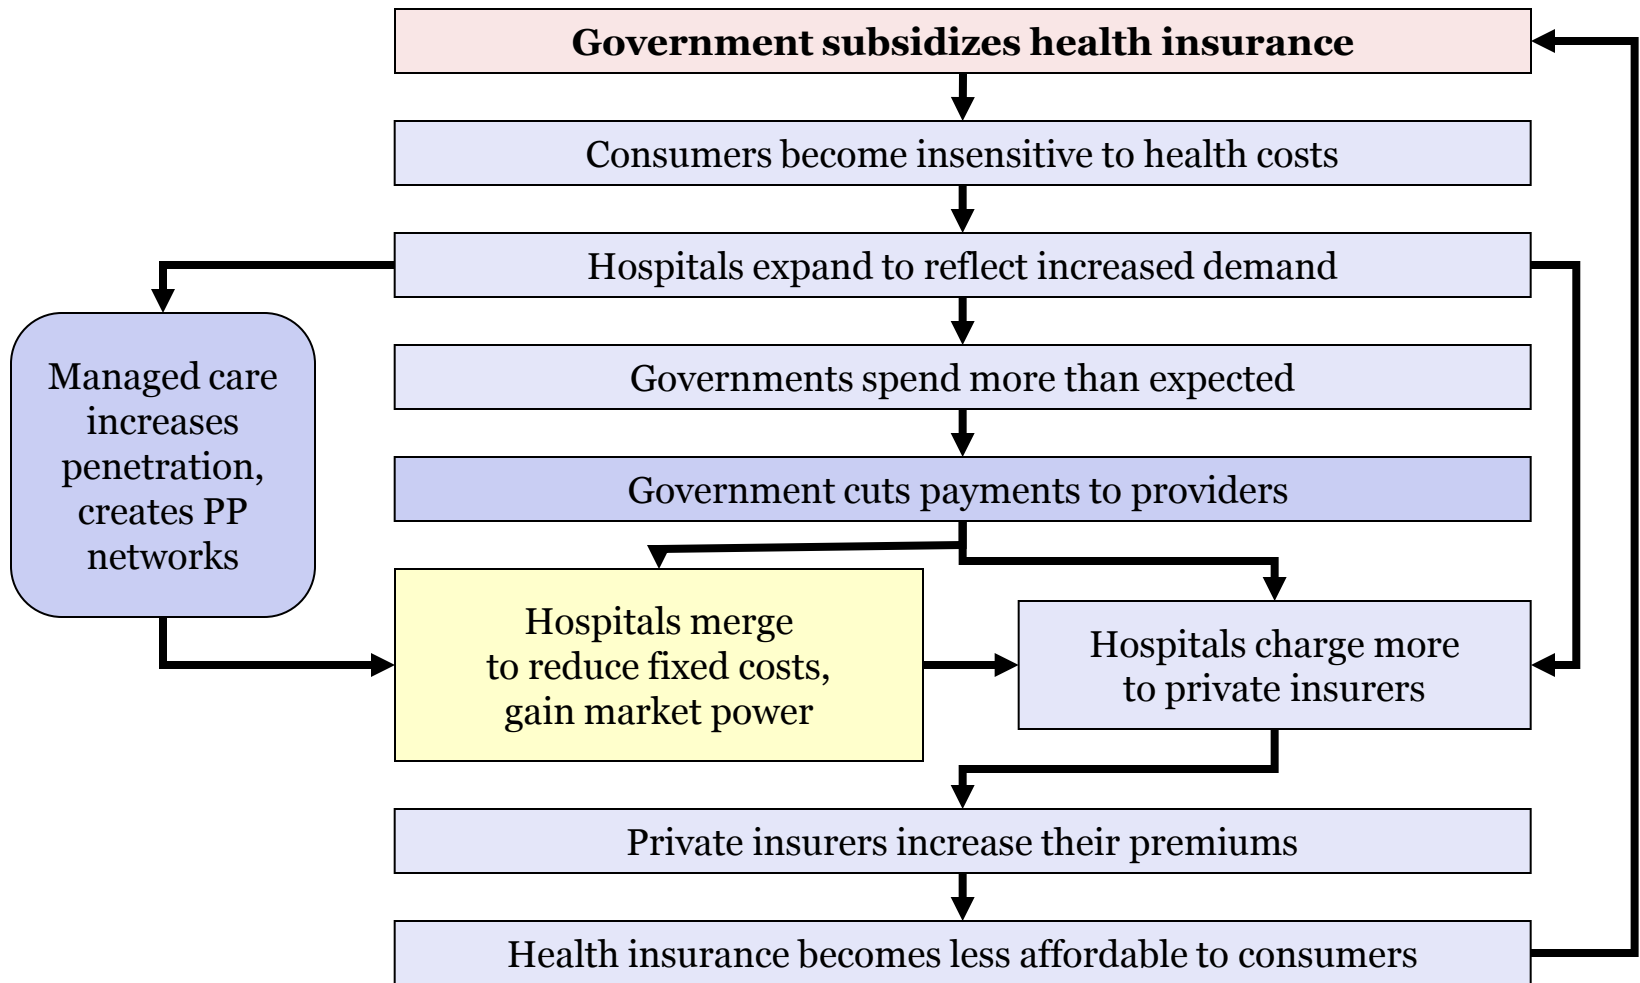 Government subsidizes health insurance
Consumers become insensitive to health costs
Hospitals expand to reflect increased demand
Governments spend more than expected
Managed care
increases
penetration,
creates PP
networks
Government cuts payments to providers
Hospitals merge
to reduce fixed costs,
gain market power
Hospitals charge more
to private insurers
Private insurers increase their premiums
Health insurance becomes less affordable to consumers